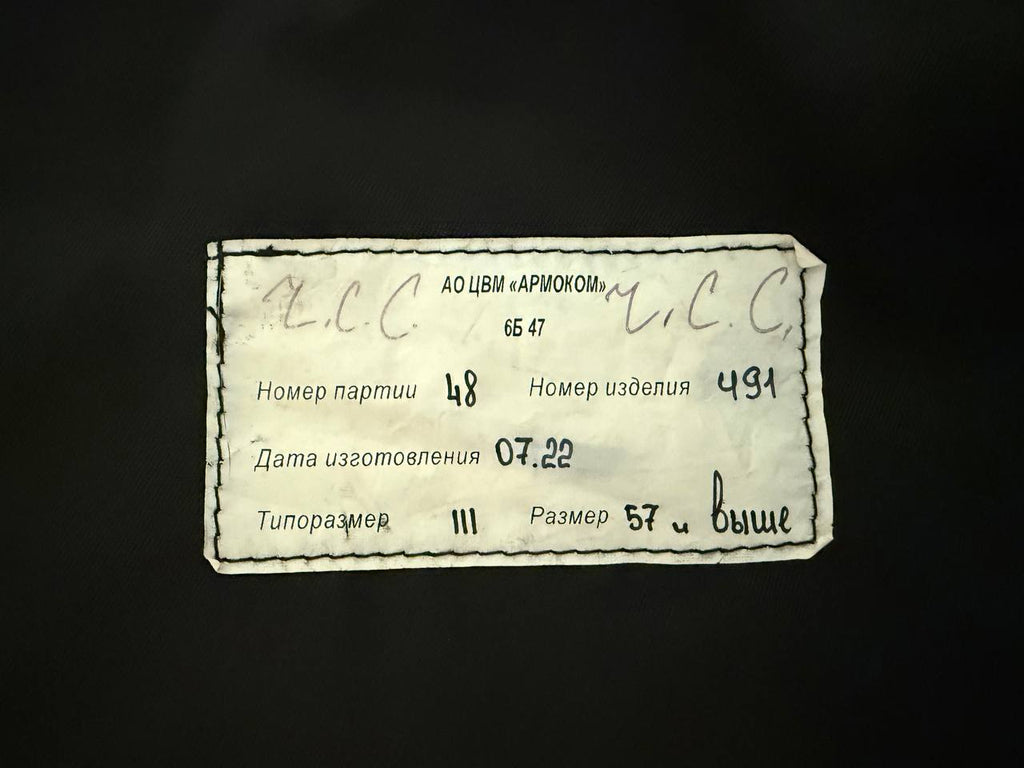 АО ЦВМ «АРМОКОМ»
Ч.С.С. Ч.С.С.
6Б 47
Номер партии 48 Номер изделия 491
Дата изготовления 07.22
Типоразмер III Размер 57 и выше